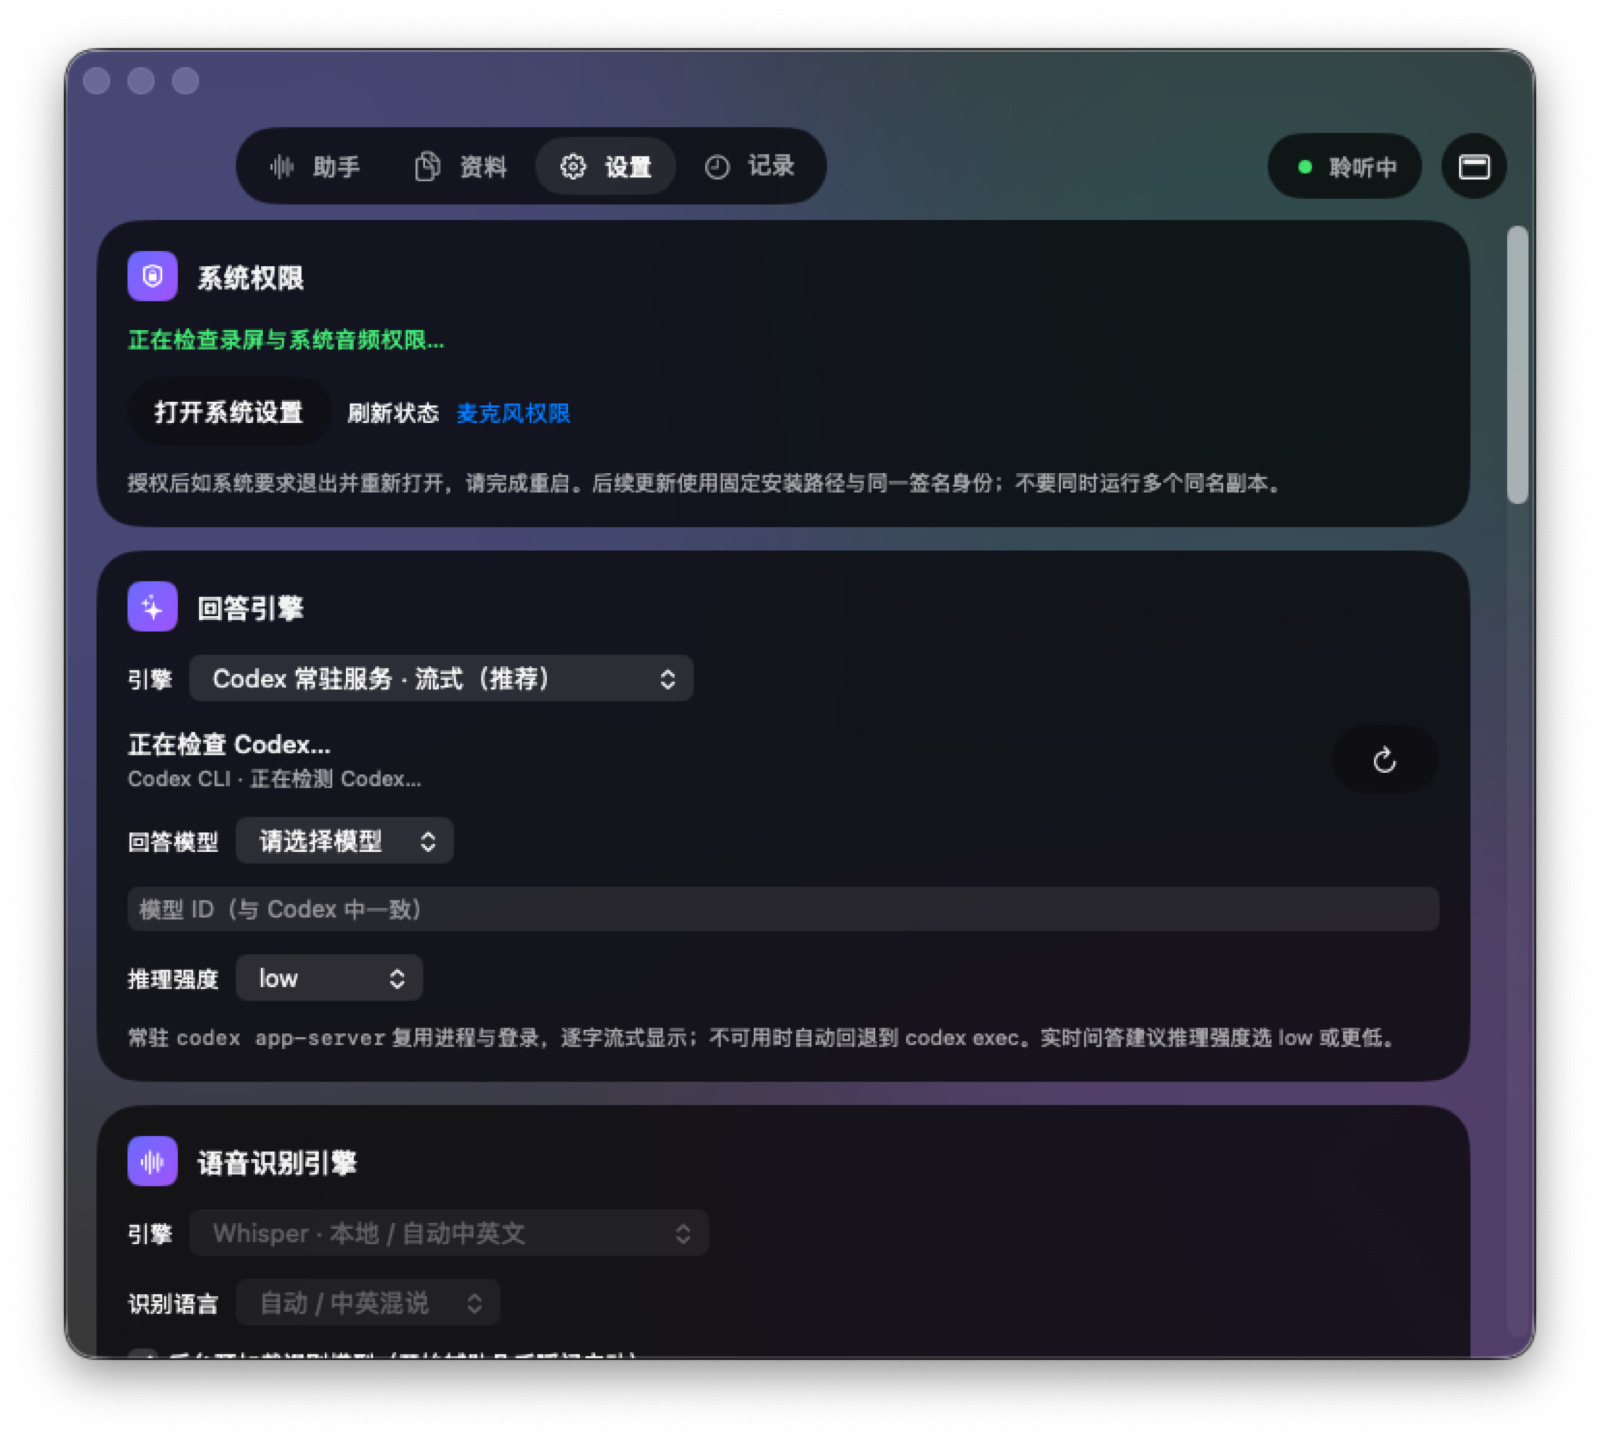 助手 资料 设置 记录 聆听中
系统权限
正在检查录屏与系统音频权限...
打开系统设置 刷新状态 麦克风权限
授权后如系统要求退出并重新打开，请完成重启。后续更新使用固定安装路径与同一签名身份；不要同时运行多个同名副本。
回答引擎
引擎 Codex 常驻服务 · 流式（推荐）
正在检查 Codex...
Codex CLI · 正在检测 Codex...
回答模型 请选择模型
模型 ID（与 Codex 中一致）
推理强度 low
常驻 codex app-server 复用进程与登录，逐字流式显示；不可用时自动回退到 codex exec。实时问答建议推理强度选 low 或更低。
语音识别引擎
引擎 Whisper · 本地 / 自动中英文
识别语言 自动 / 中英混说